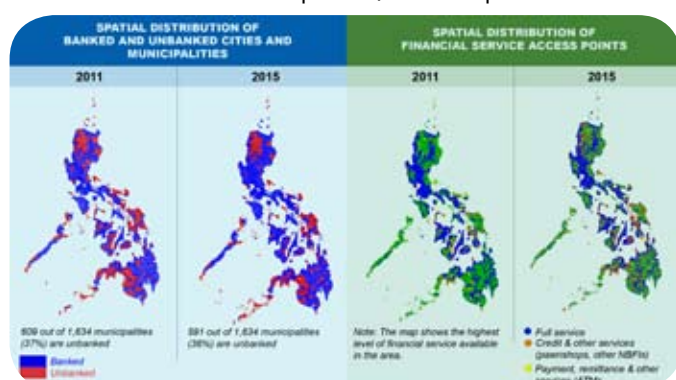 SPATIAL DISTRIBUTION OF
BANKED AND UNBANKED CITIES AND
MUNICIPALITIES
2011
2015
609 out of 1,634 municipalities
(37%) are unbanked
591 out of 1,634 municipalities
(36%) are unbanked
Banked
Unbanked
SPATIAL DISTRIBUTION OF
FINANCIAL SERVICE ACCESS POINTS
2011
2015
Note: The map shows the highest
level of financial service available
in the area.
Full service
Credit & other services
(pawnshops, other NBFIs)
Payment, remittance & other